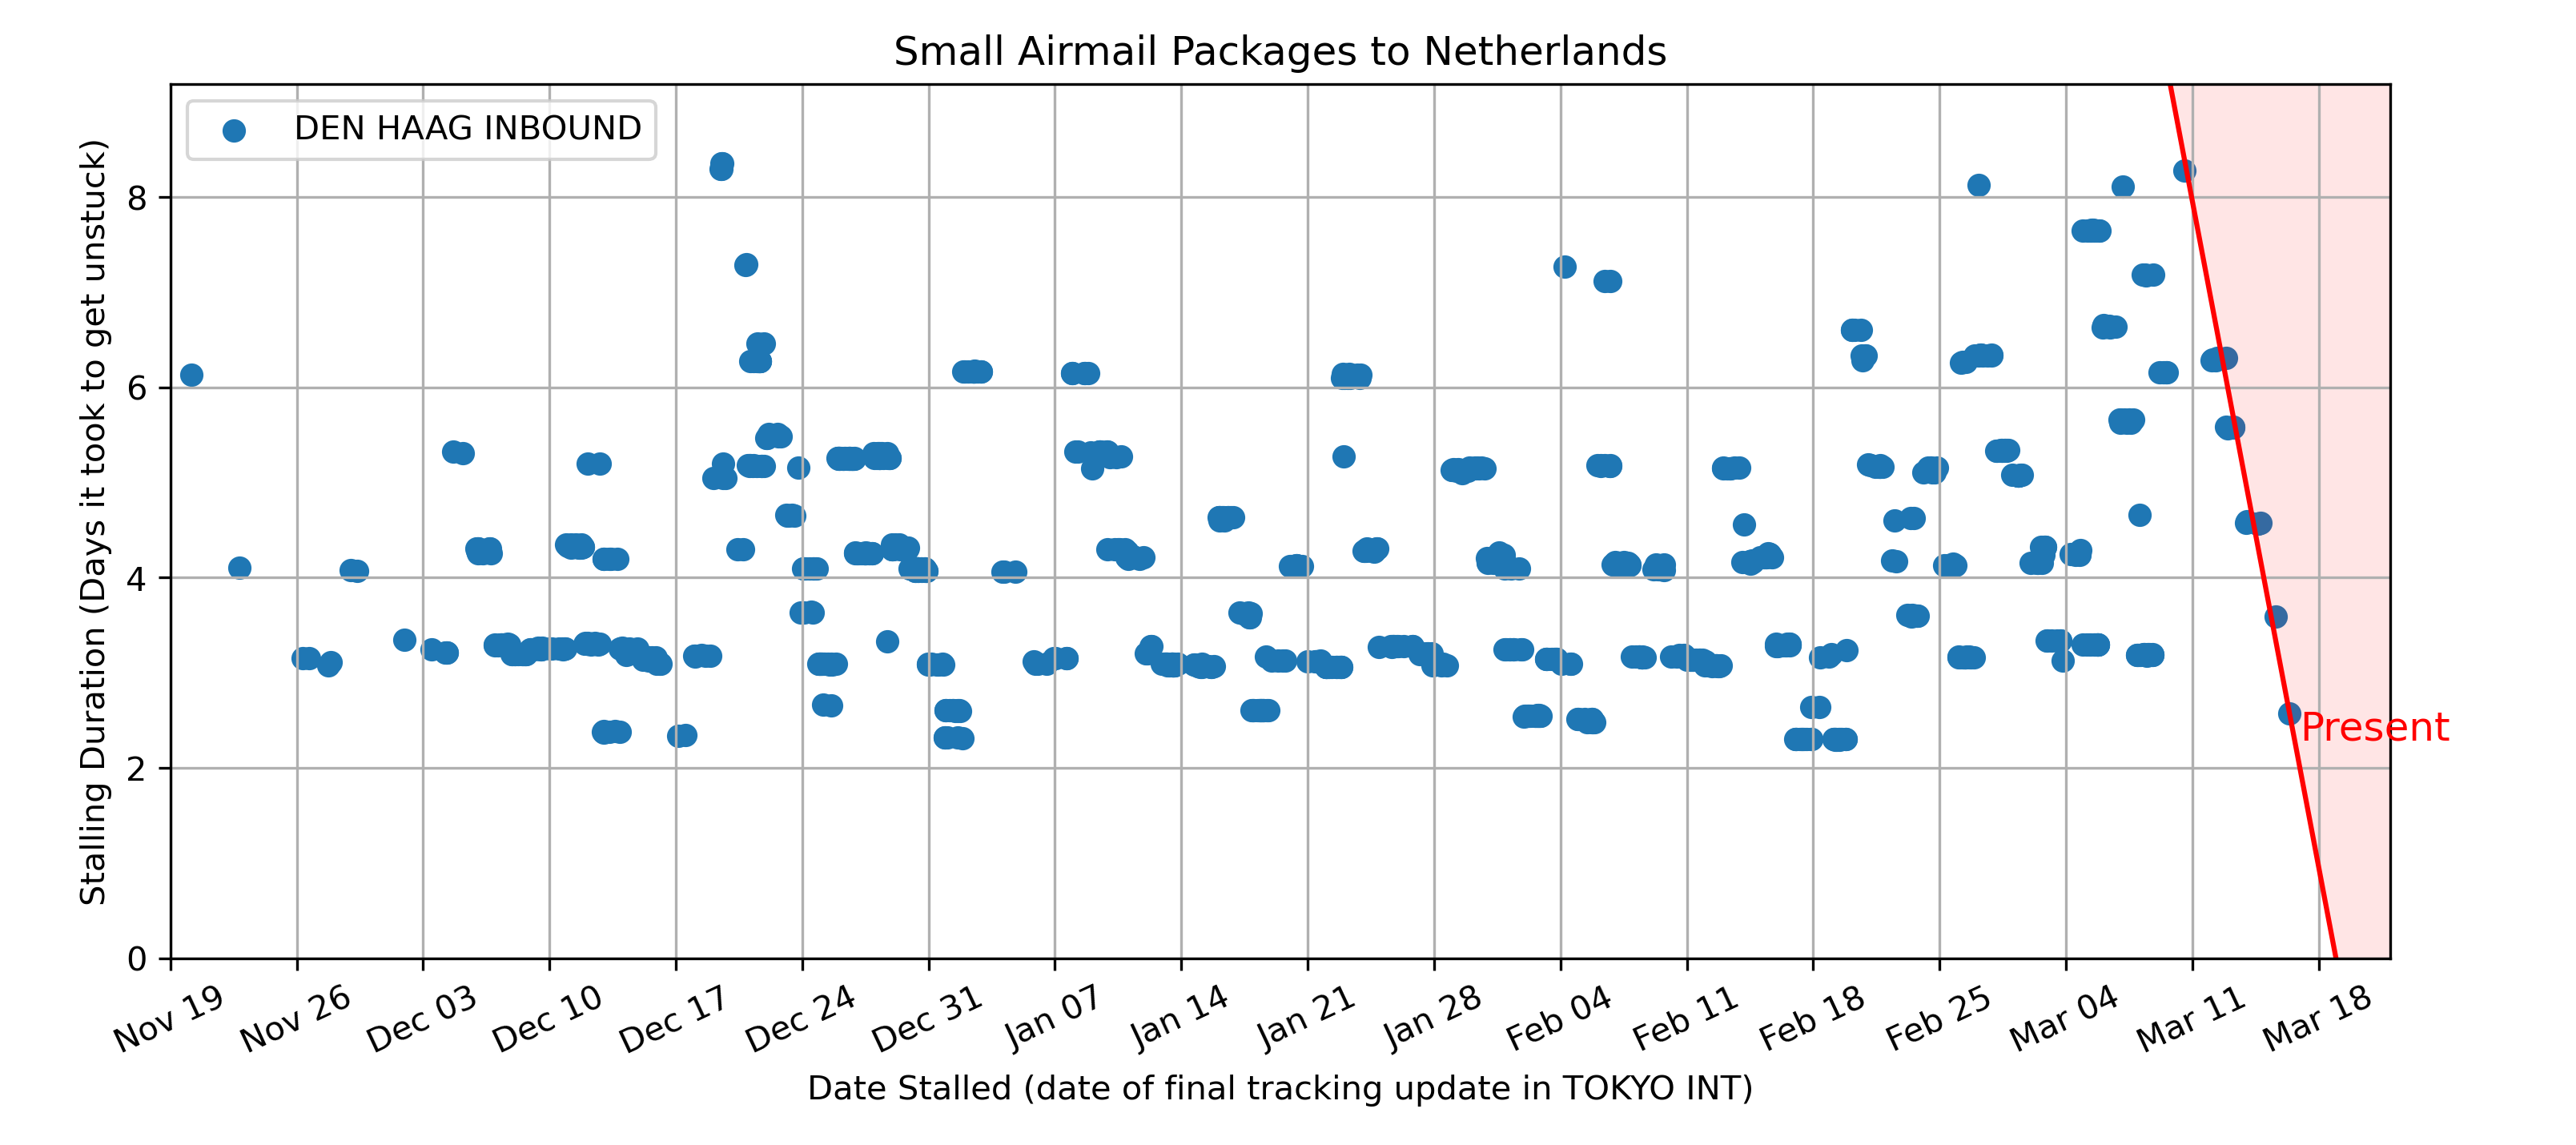 Small Airmail Packages to Netherlands
DEN HAAG INBOUND
Stalling Duration (Days it took to get unstuck)
8
6
4
2
0
Present
Nov 19
Nov 26
Dec 03
Dec 10
Dec 17
Dec 24
Dec 31
Jan 07
Jan 14
Jan 21
Jan 28
Feb 04
Feb 11
Feb 18
Feb 25
Mar 04
Mar 11
Mar 18
Date Stalled (date of final tracking update in TOKYO INT)